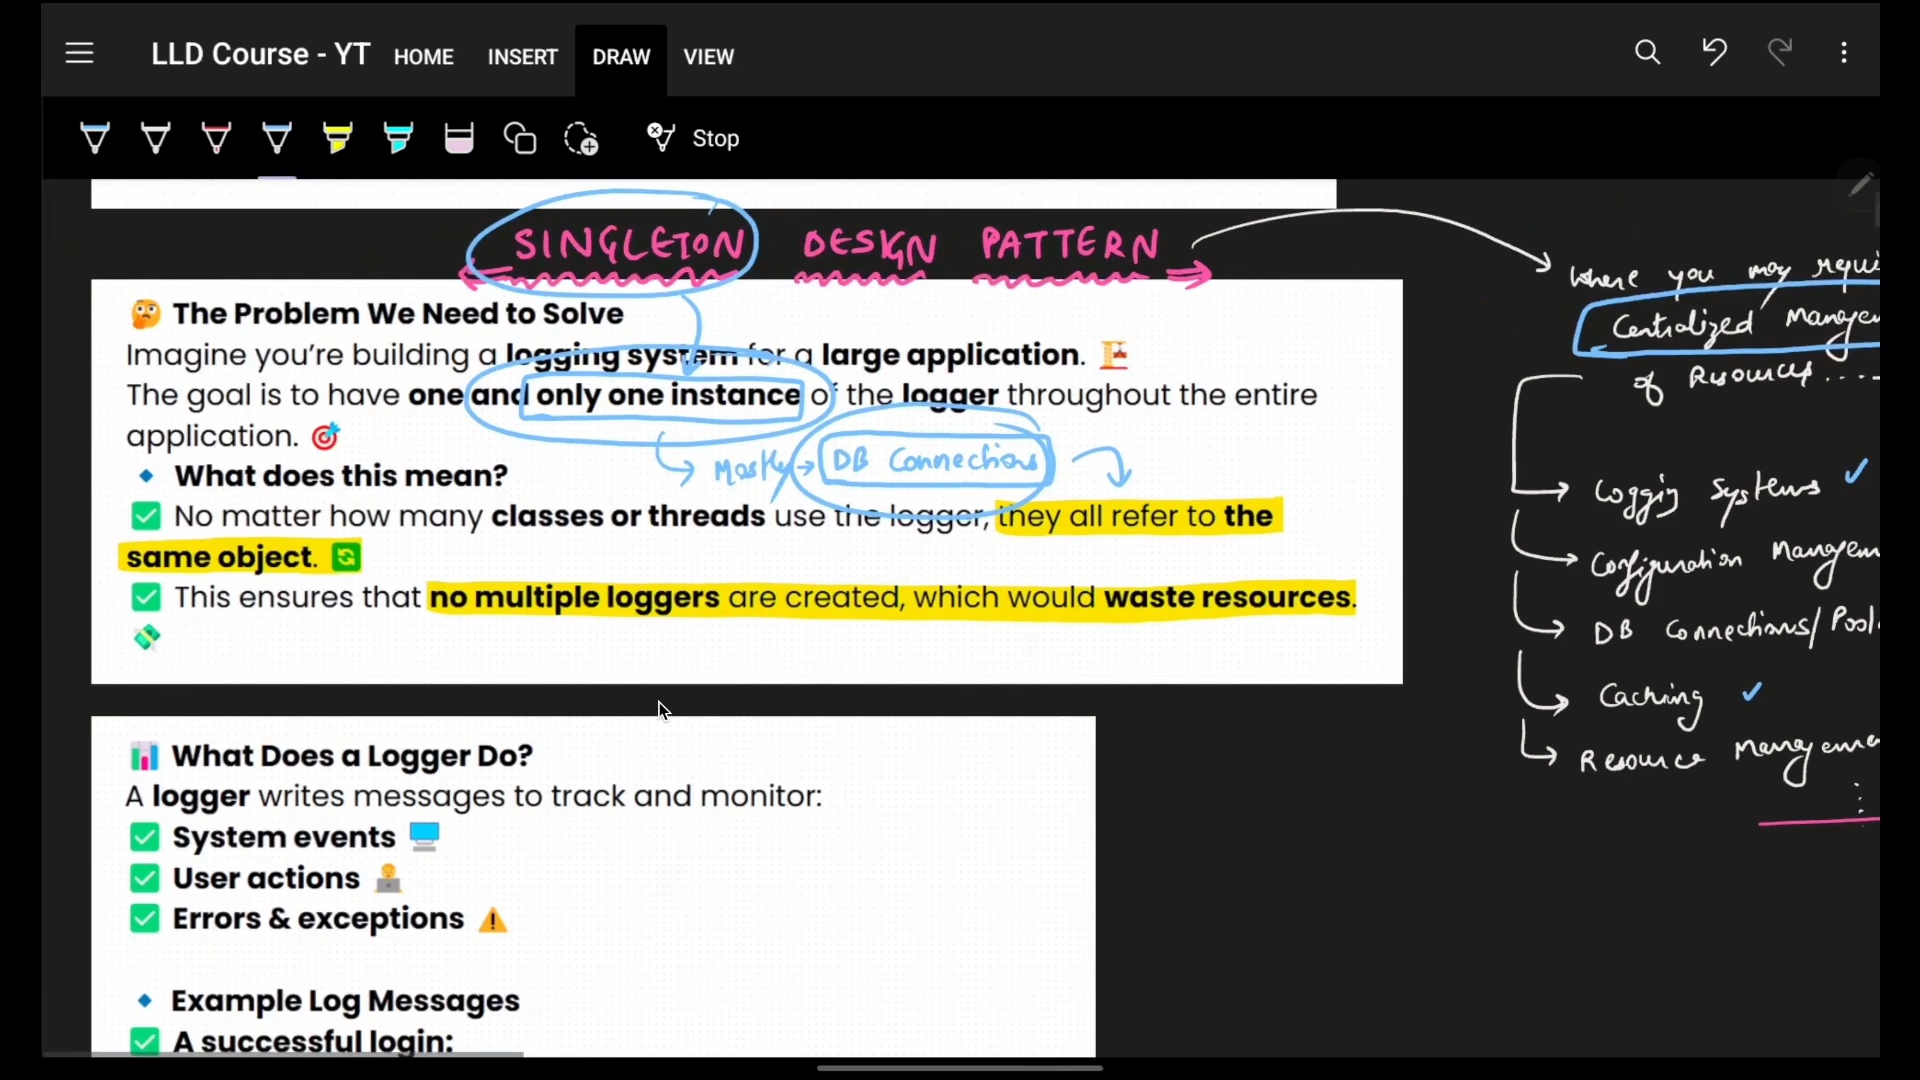 LLD Course - YT HOME INSERT DRAW VIEW
Stop
SINGLETON DESIGN PATTERN
🤔 The Problem We Need to Solve
Imagine you're building a logging system for a large application. 🏗️
The goal is to have one and only one instance of the logger throughout the entire
application. 🎯
🔹 What does this mean?
Mostly → DB Connections
✅ No matter how many classes or threads use the logger, they all refer to the
same object. 🔄
✅ This ensures that no multiple loggers are created, which would waste resources.
💸
📊 What Does a Logger Do?
A logger writes messages to track and monitor:
✅ System events 🖥️
✅ User actions 🧑‍💻
✅ Errors & exceptions ⚠️
🔹 Example Log Messages
✅ A successful login:
Where you may
Centralized
of Resources....
Loggig Systems ✓
Configuration
DB Connections/
Caching ✓
Resource